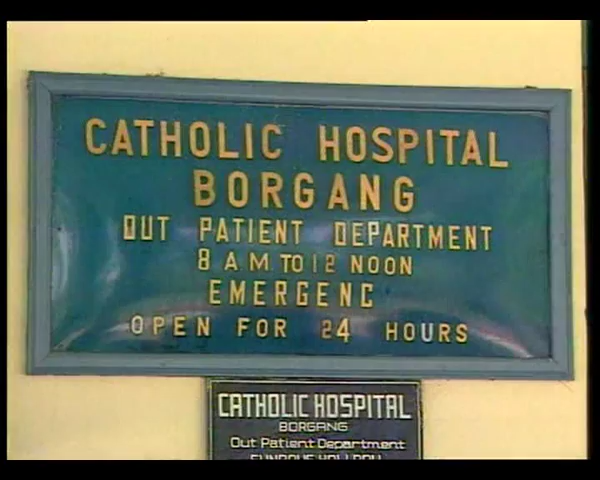 CATHOLIC HOSPITAL
BORGANG
OUT PATIENT DEPARTMENT
8 A.M. TO 12 NOON
EMERGENC
OPEN FOR 24 HOURS
CATHOLIC HOSPITAL
BORGANG
Out Patient Department